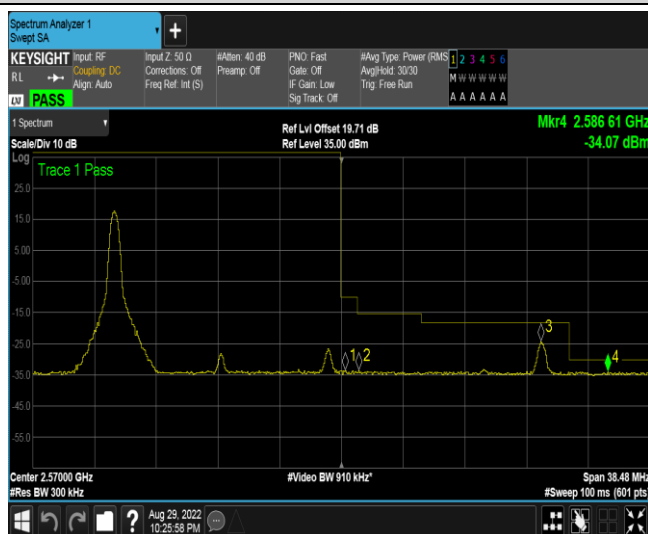 Spectrum Analyzer 1
Swept SA
+
KEYSIGHT
RL
LXI PASS
Input: RF
Coupling: DC
Align: Auto
Input Z: 50 Ω
Corrections: Off
Freq Ref: Int (S)
#Atten: 40 dB
Preamp: Off
PNO: Fast
Gate: Off
IF Gain: Low
Sig Track: Off
#Avg Type: Power (RMS
Avg|Hold: 30/30
Trig: Free Run
1 2 3 4 5 6
M W W W W W
A A A A A A
1 Spectrum
Scale/Div 10 dB
Ref Lvl Offset 19.71 dB
Ref Level 35.00 dBm
Mkr4 2.586 61 GHz
-34.07 dBm
Log
Trace 1 Pass
25.0
15.0
5.00
-5.00
-15.0
-25.0
-35.0
-45.0
-55.0
1
2
3
4
Center 2.57000 GHz
#Res BW 300 kHz
#Video BW 910 kHz*
Span 38.48 MHz
#Sweep 100 ms (601 pts)
?
Aug 29, 2022
10:25:58 PM